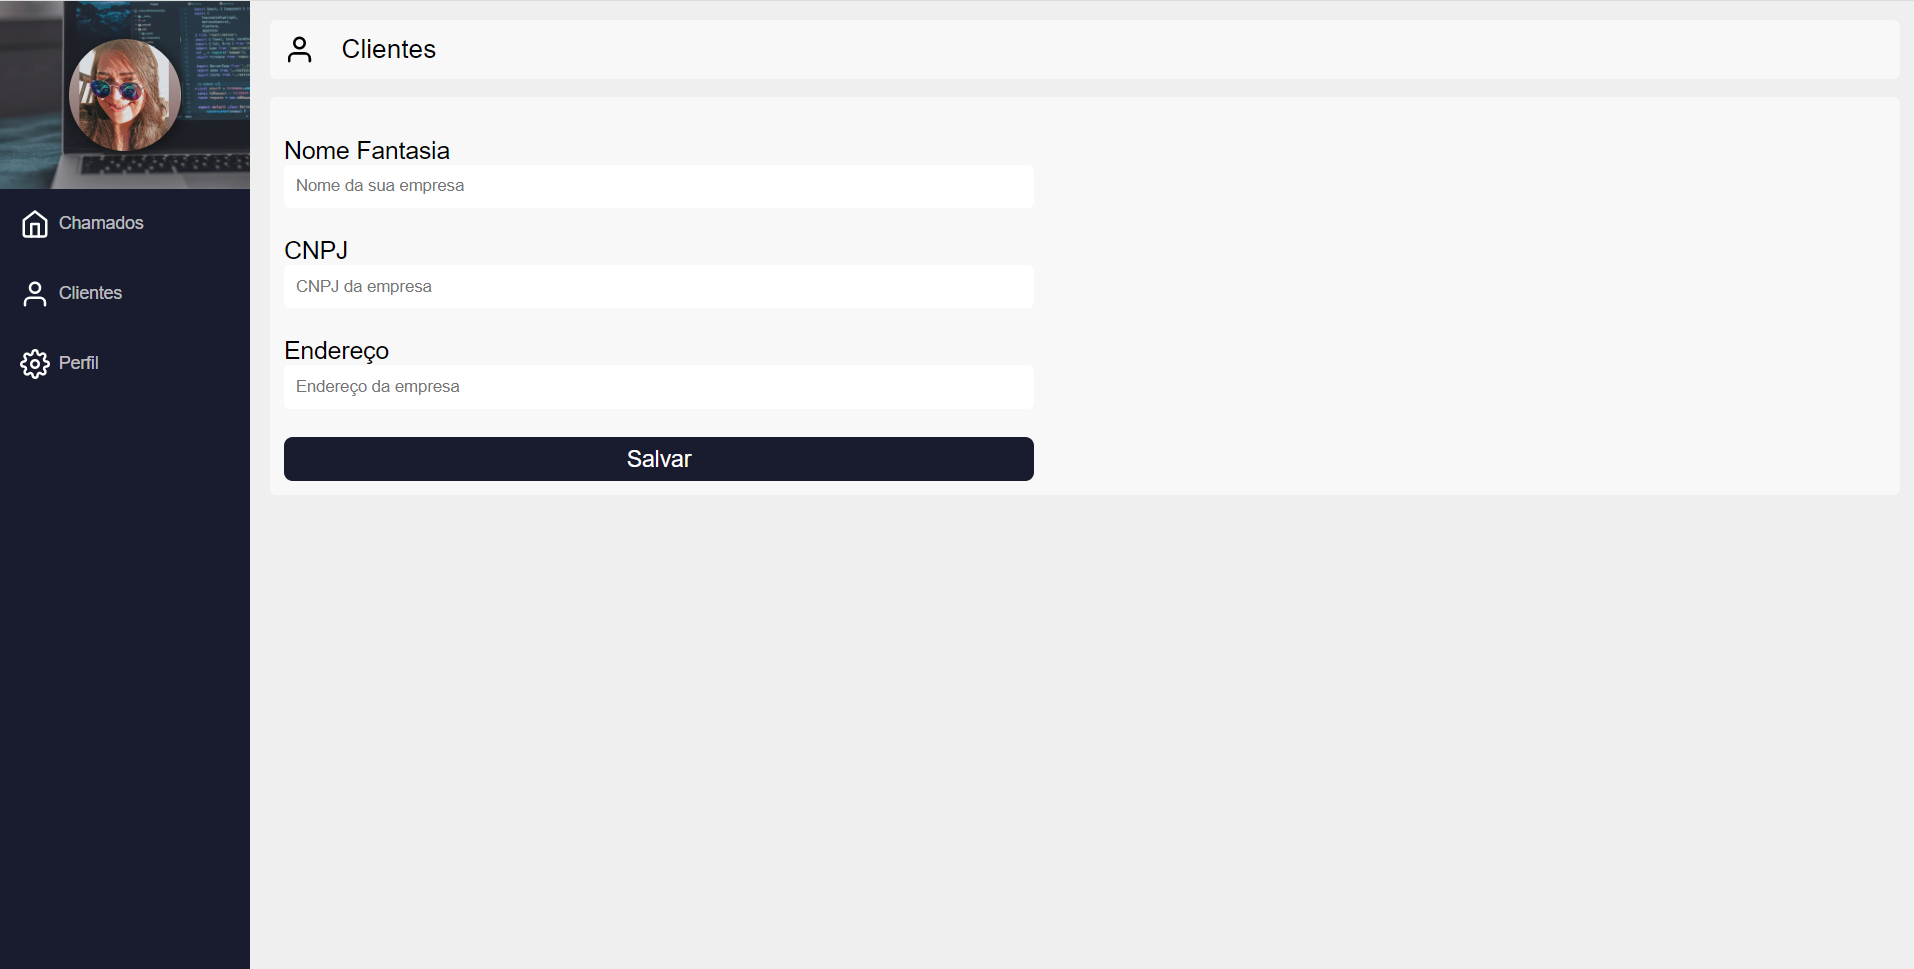 Chamados
Clientes
Perfil
Clientes
Nome Fantasia
Nome da sua empresa
CNPJ
CNPJ da empresa
Endereço
Endereço da empresa
Salvar